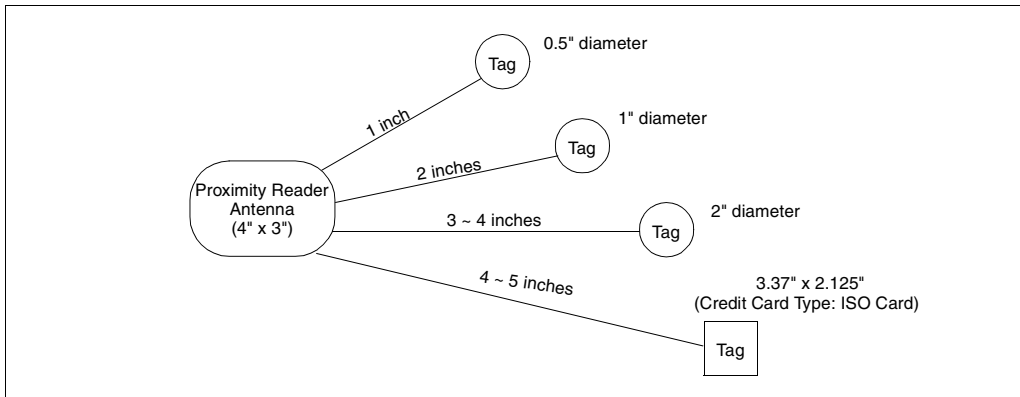 0.5" diameter
Tag
1 inch
1" diameter
Tag
2 inches
Proximity Reader
Antenna
(4" x 3")
2" diameter
Tag
3 ~ 4 inches
4 ~ 5 inches
3.37" x 2.125"
(Credit Card Type: ISO Card)
Tag